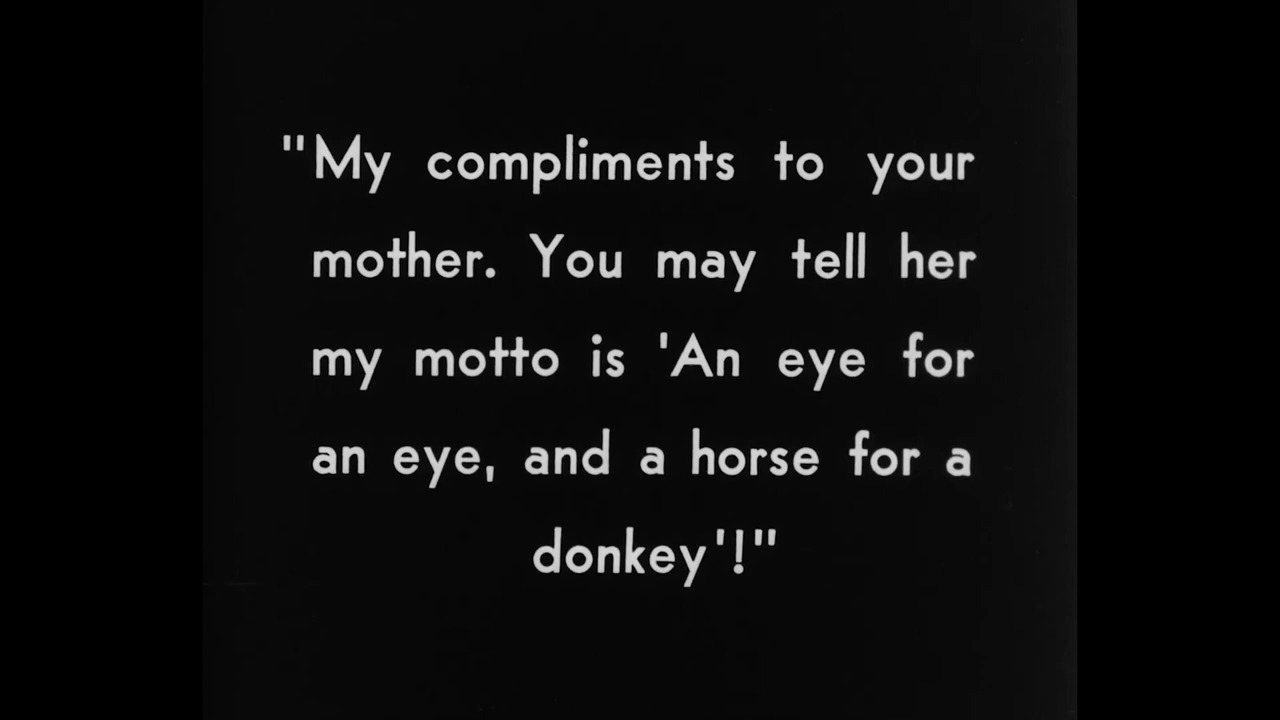 "My compliments to your
mother. You may tell her
my motto is 'An eye for
an eye, and a horse for a
donkey'!"